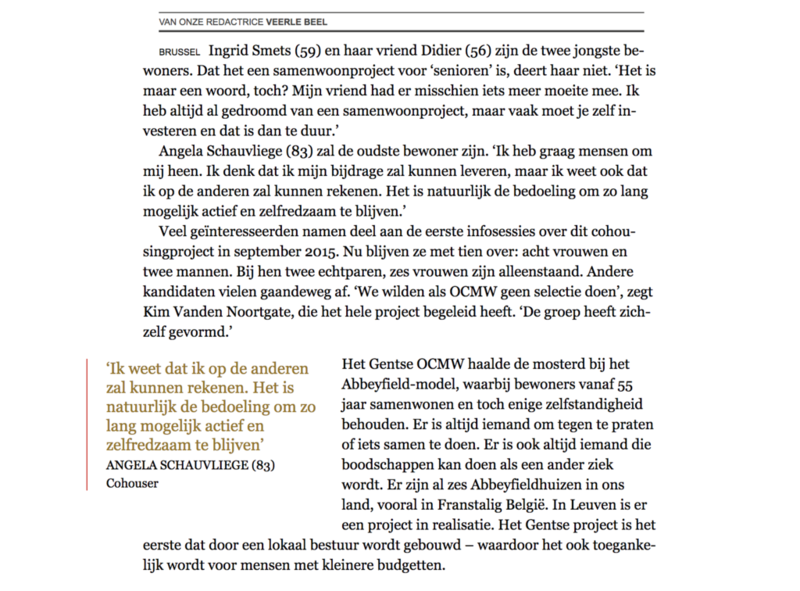 VAN ONZE REDACTRICE VEERLE BEEL
BRUSSEL Ingrid Smets (59) en haar vriend Didier (56) zijn de twee jongste be-
woners. Dat het een samenwoonproject voor ‘senioren’ is, deert haar niet. ‘Het is
maar een woord, toch? Mijn vriend had er misschien iets meer moeite mee. Ik
heb altijd al gedroomd van een samenwoonproject, maar vaak moet je zelf in-
vesteren en dat is dan te duur.’
Angela Schauvliege (83) zal de oudste bewoner zijn. ‘Ik heb graag mensen om
mij heen. Ik denk dat ik mijn bijdrage zal kunnen leveren, maar ik weet ook dat
ik op de anderen zal kunnen rekenen. Het is natuurlijk de bedoeling om zo lang
mogelijk actief en zelfredzaam te blijven.’
Veel geïnteresseerden namen deel aan de eerste infosessies over dit cohou-
singproject in september 2015. Nu blijven ze met tien over: acht vrouwen en
twee mannen. Bij hen twee echtparen, zes vrouwen zijn alleenstaand. Andere
kandidaten vielen gaandeweg af. ‘We wilden als OCMW geen selectie doen’, zegt
Kim Vanden Noortgate, die het hele project begeleid heeft. ‘De groep heeft zich-
zelf gevormd.’
‘Ik weet dat ik op de anderen
zal kunnen rekenen. Het is
natuurlijk de bedoeling om zo
lang mogelijk actief en
zelfredzaam te blijven’
ANGELA SCHAUVLIEGE (83)
Cohouser
Het Gentse OCMW haalde de mosterd bij het
Abbeyfield-model, waarbij bewoners vanaf 55
jaar samenwonen en toch enige zelfstandigheid
behouden. Er is altijd iemand om tegen te praten
of iets samen te doen. Er is ook altijd iemand die
boodschappen kan doen als een ander ziek
wordt. Er zijn al zes Abbeyfieldhuizen in ons
land, vooral in Franstalig België. In Leuven is er
een project in realisatie. Het Gentse project is het
eerste dat door een lokaal bestuur wordt gebouwd – waardoor het ook toeganke-
lijk wordt voor mensen met kleinere budgetten.